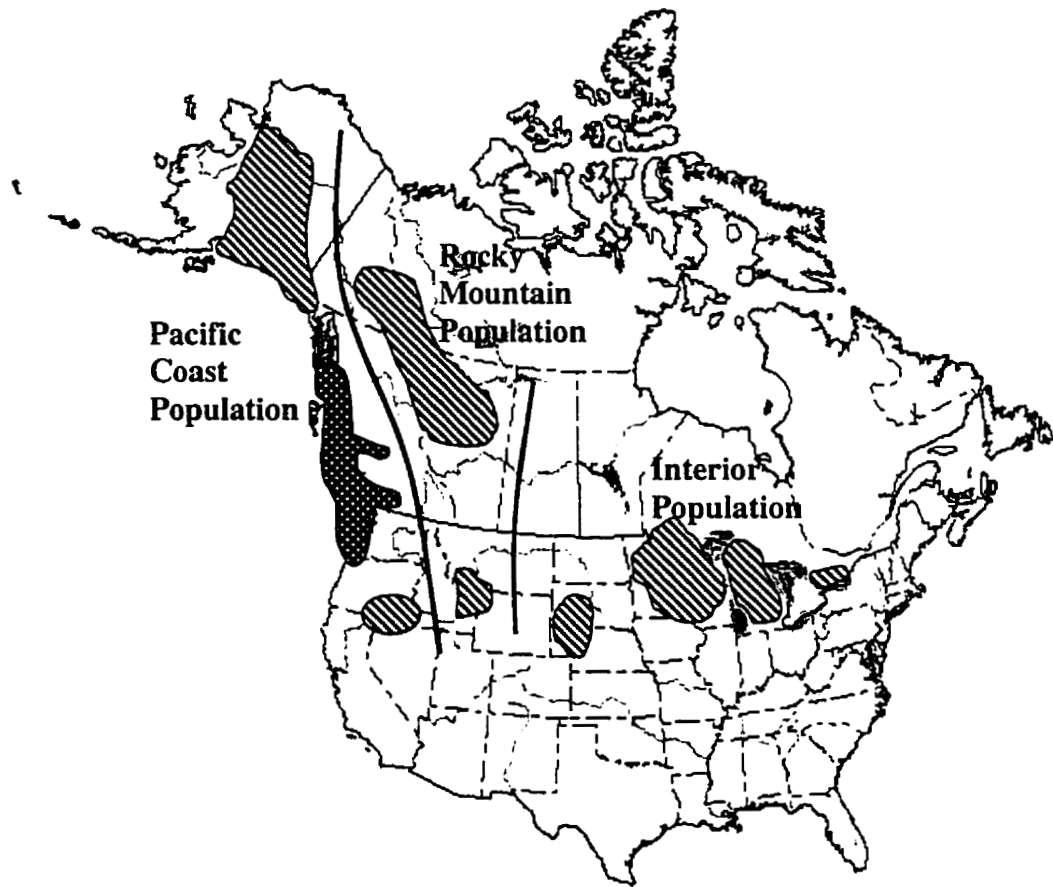 Rocky
Mountain
Population
Pacific
Coast
Population
Interior
Population